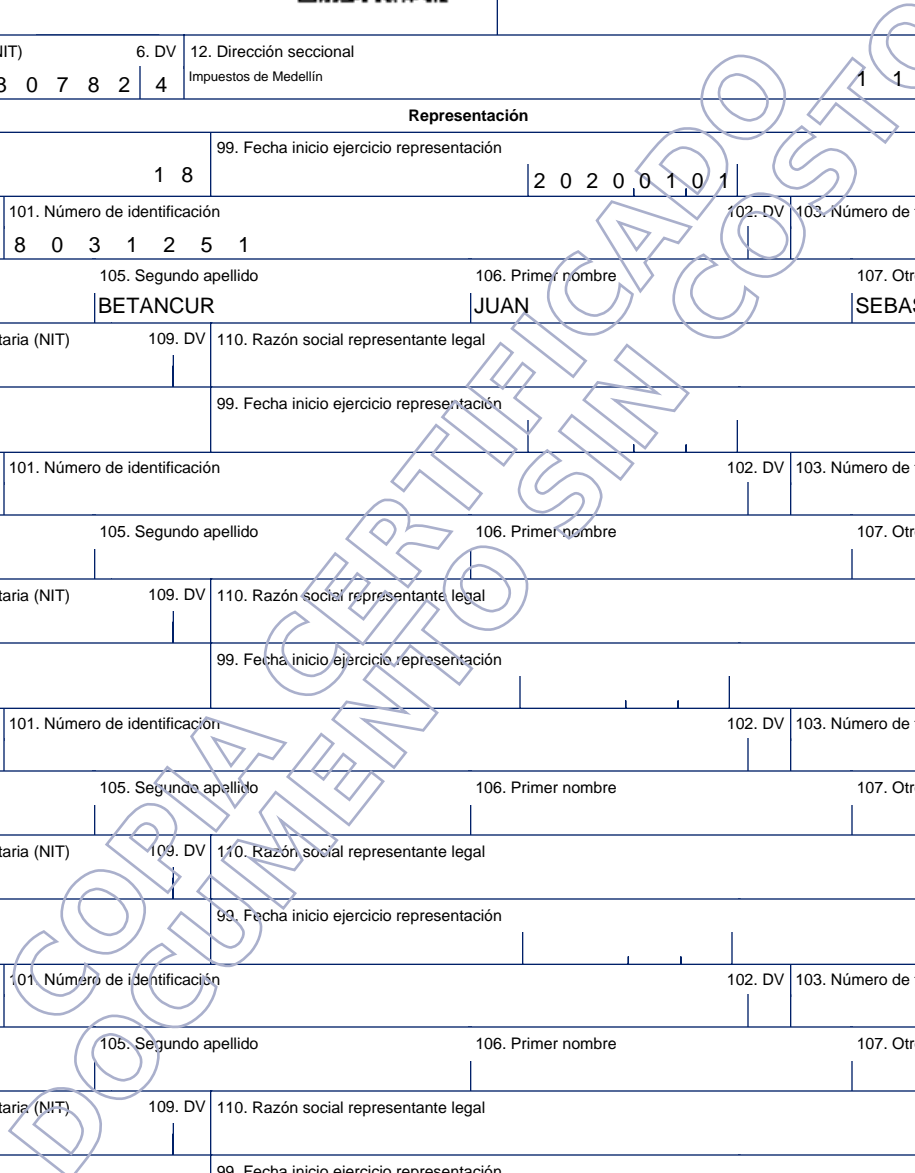 6. DV 12. Dirección seccional
0 7 8 2 4 Impuestos de Medellín 1 1
Representación
99. Fecha inicio ejercicio representación
1 8 2 0 2 0 0 1 0 1
101. Número de identificación 102. DV 103. Número de
8 0 3 1 2 5 1
105. Segundo apellido 106. Primer nombre 107. Otr
BETANCUR JUAN SEBAS
taria (NIT) 109. DV 110. Razón social representante legal
99. Fecha inicio ejercicio representación
101. Número de identificación 102. DV 103. Número de
105. Segundo apellido 106. Primer nombre 107. Otr
taria (NIT) 109. DV 110. Razón social representante legal
99. Fecha inicio ejercicio representación
101. Número de identificación 102. DV 103. Número de
105. Segundo apellido 106. Primer nombre 107. Otr
taria (NIT) 109. DV 110. Razón social representante legal
99. Fecha inicio ejercicio representación
101. Número de identificación 102. DV 103. Número de
105. Segundo apellido 106. Primer nombre 107. Otr
taria (NIT) 109. DV 110. Razón social representante legal
99. Fecha inicio ejercicio representación
COPIA CERTIFICADO
DOCUMENTO SIN COSTO